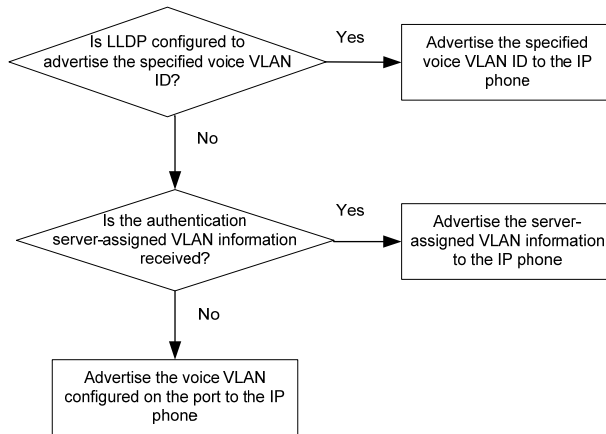 Is LLDP configured to
advertise the specified voice VLAN
ID?
Yes
Advertise the specified
voice VLAN ID to the IP
phone
No
Is the authentication
server-assigned VLAN information
received?
Yes
Advertise the server-
assigned VLAN information
to the IP phone
No
Advertise the voice VLAN
configured on the port to the IP
phone